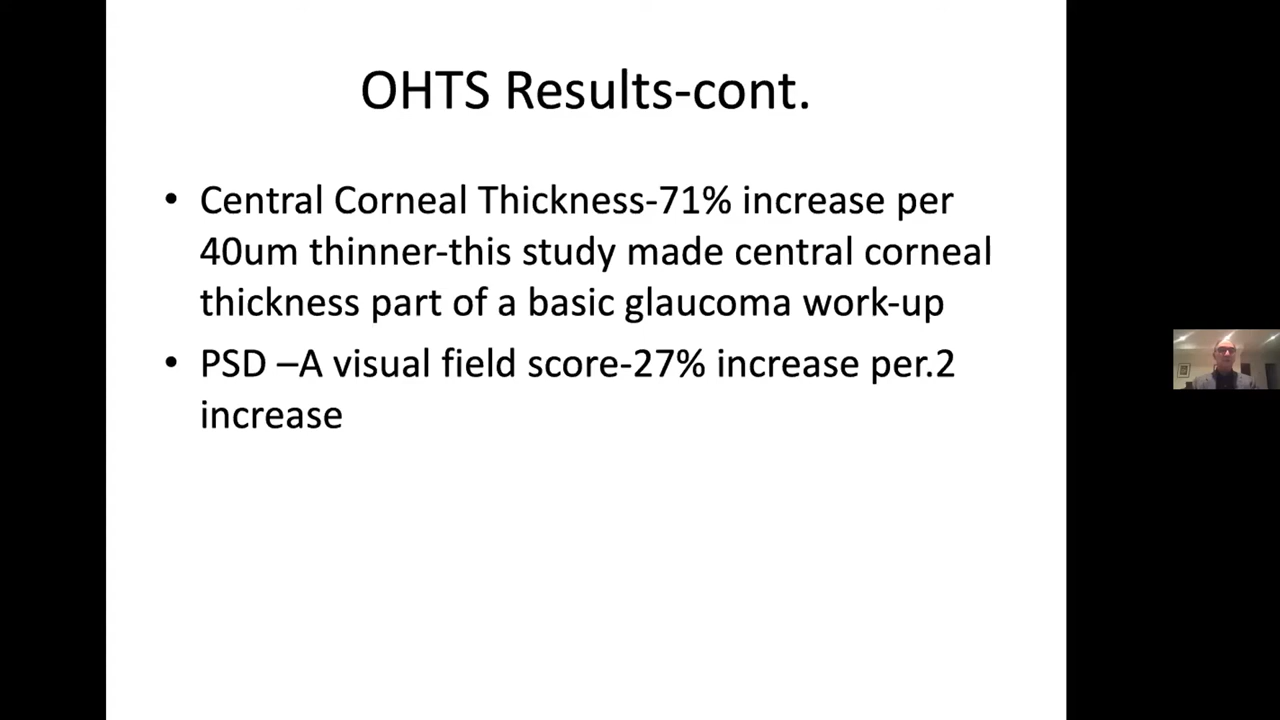 OHTS Results-cont.
• Central Corneal Thickness-71% increase per
40um thinner-this study made central corneal
thickness part of a basic glaucoma work-up
• PSD –A visual field score-27% increase per.2
increase